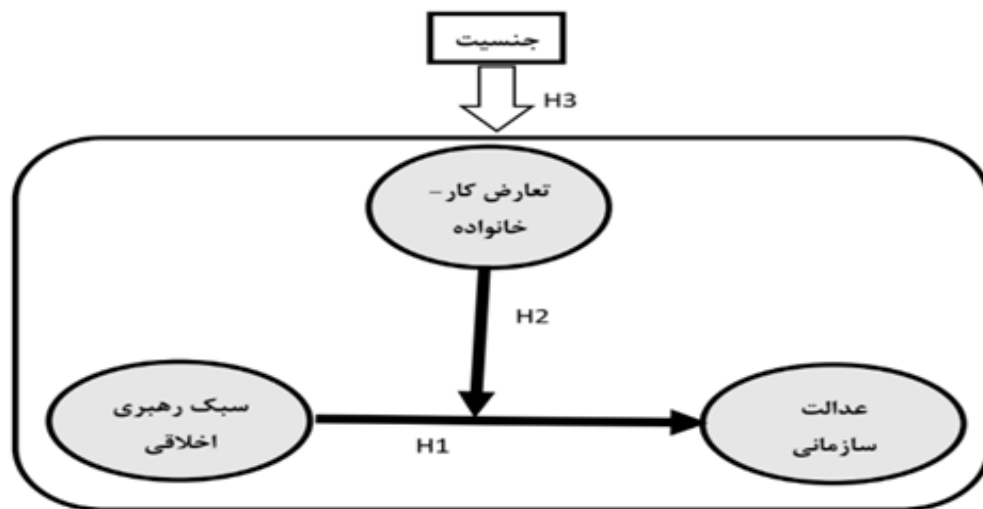 جنسیت
H3
تعارض کار –
خانواده
H2
سبک رهبری
اخلاقی
H1
عدالت
سازمانی